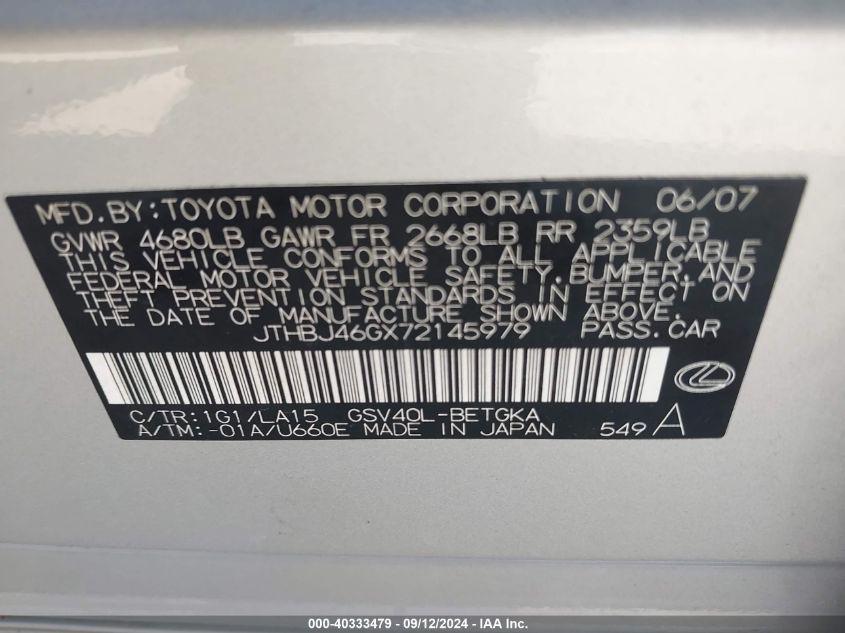 MFD.BY:TOYOTA MOTOR CORPORATION 06/07
GVWR 4680LB GAWR FR 2668LB RR 2359LB
THIS VEHICLE CONFORMS TO ALL APPLICABLE
FEDERAL MOTOR VEHICLE SAFETY,BUMPER,AND
THEFT PREVENTION STANDARDS IN EFFECT ON
THE DATE OF MANUFACTURE SHOWN ABOVE.
JTHBJ46GX72145979 PASS.CAR
C/TR:1G1/LA15 GSV40L-BETGKA
A/TM:-01A/U660E MADE IN JAPAN 549 A
000-40333479 - 09/12/2024 - IAA Inc.